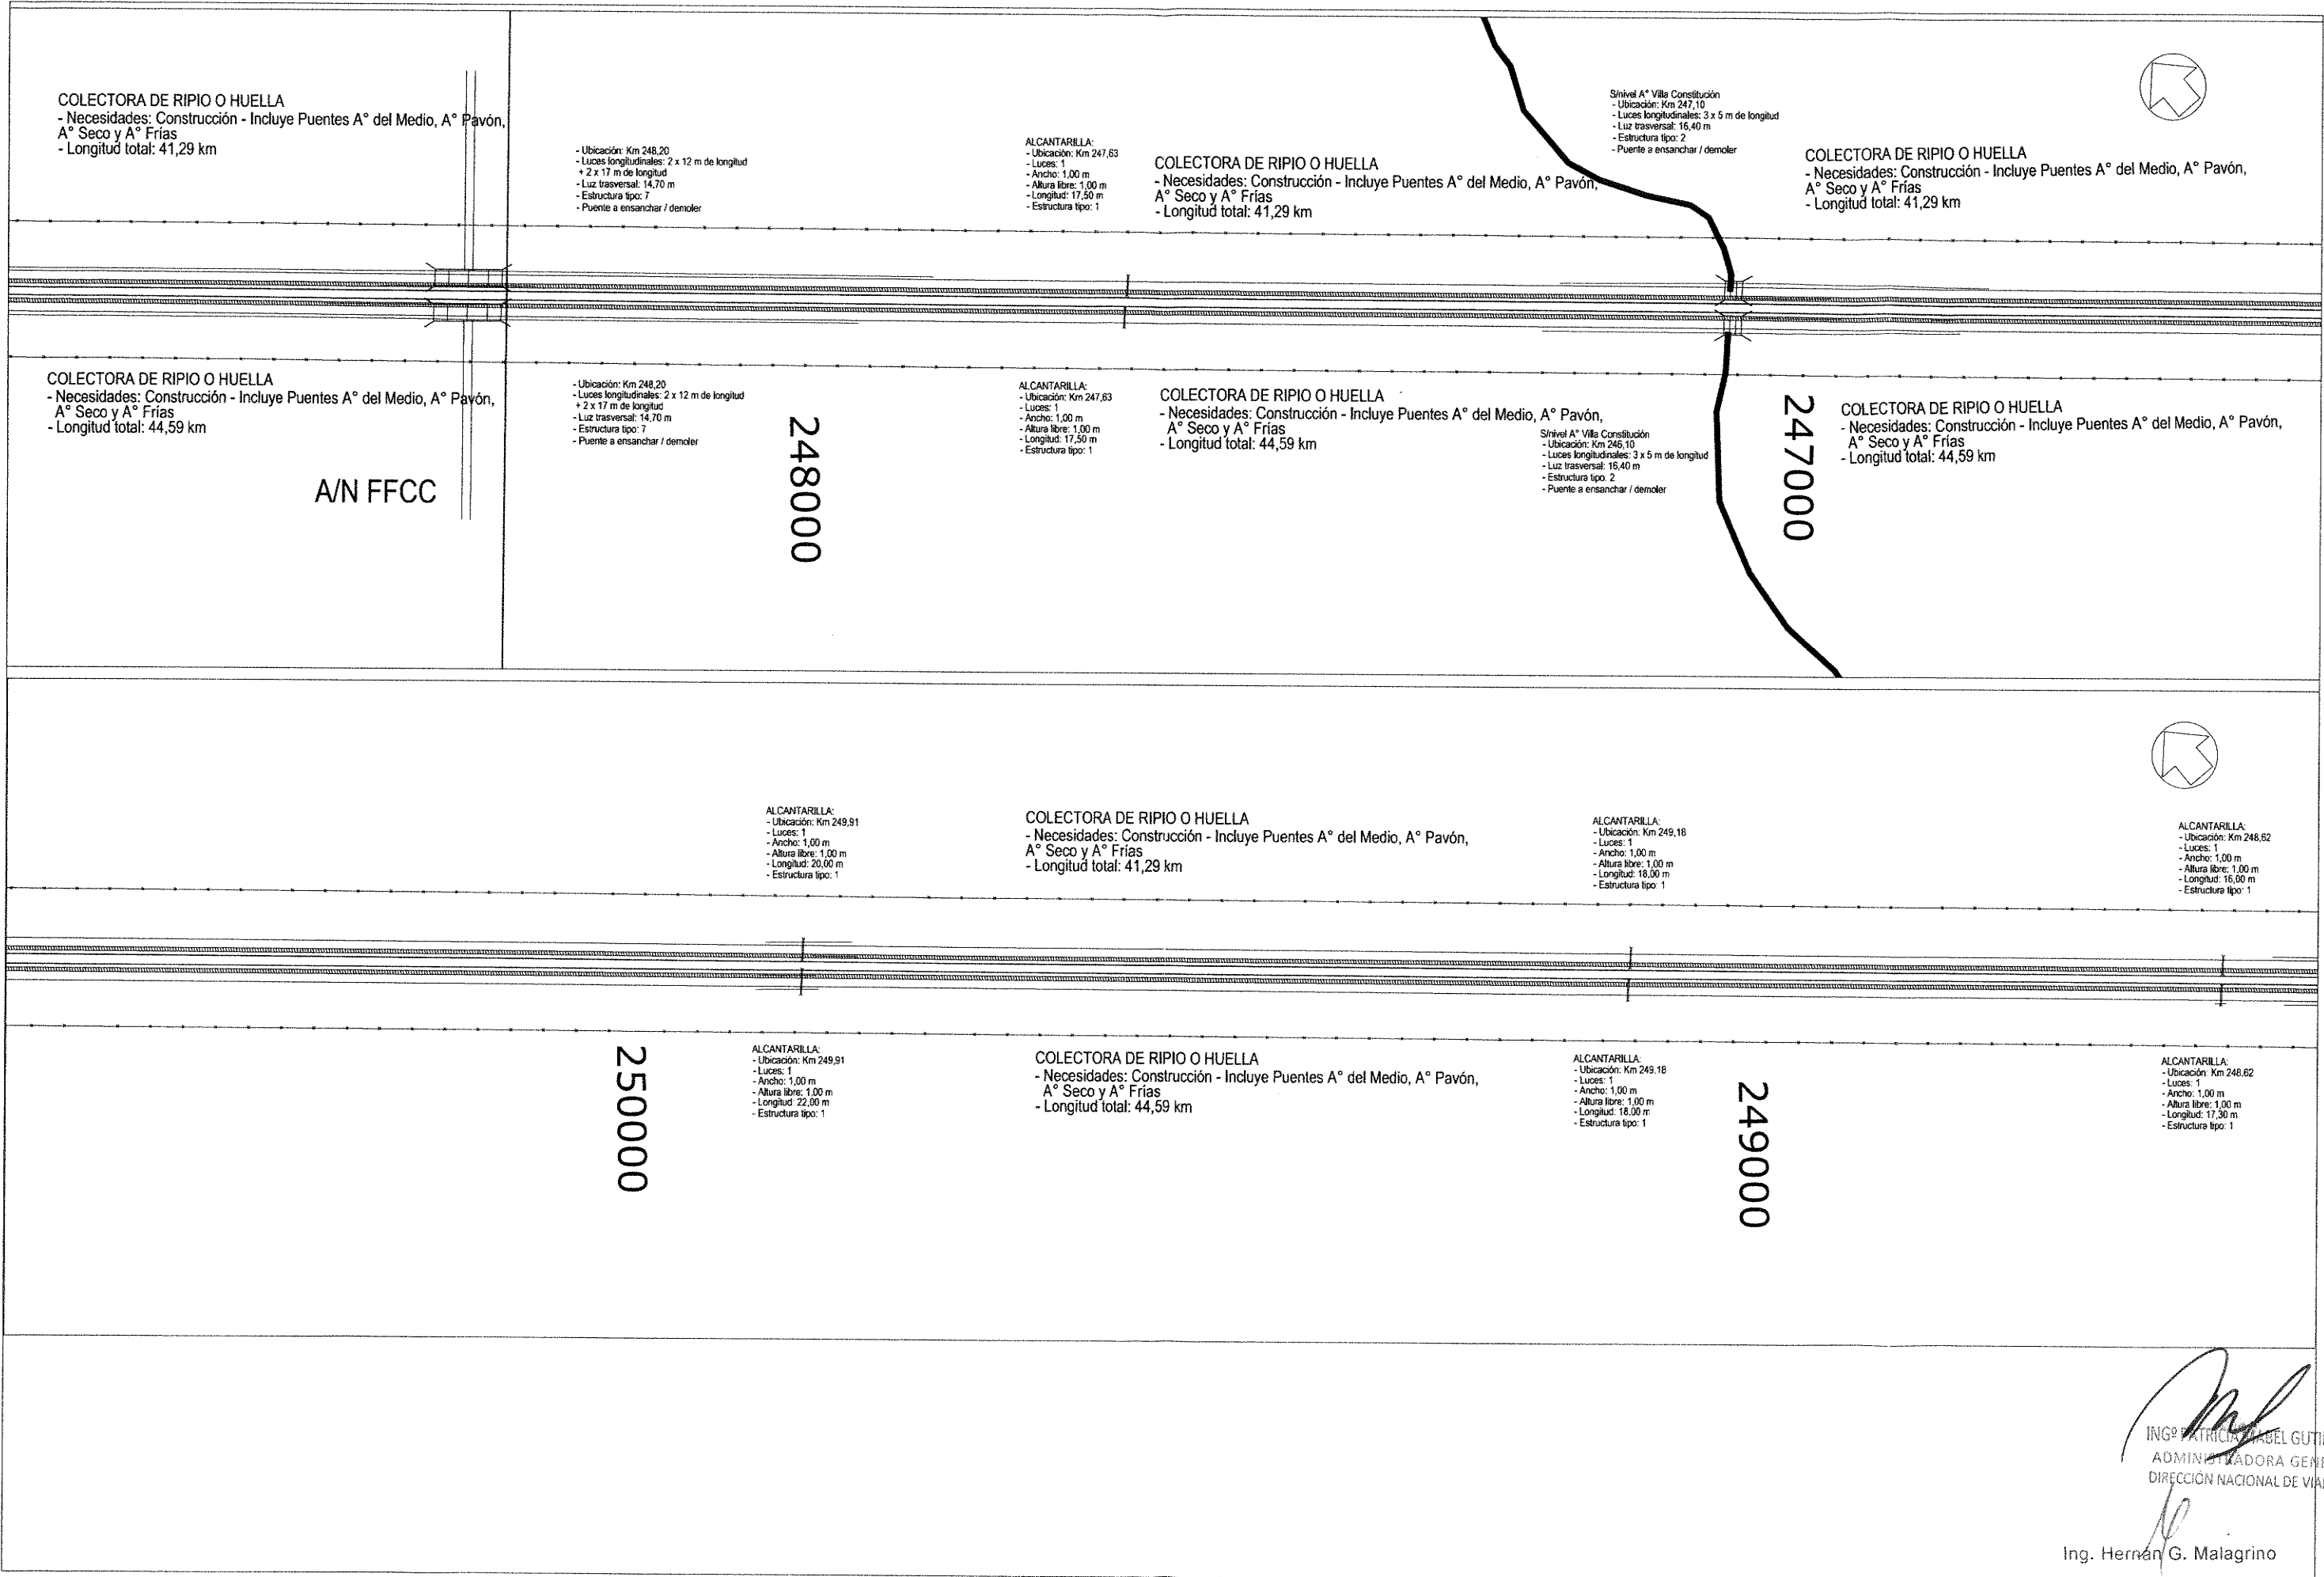 COLECTORA DE RIPIO O HUELLA
- Necesidades: Construcción - Incluye Puentes A° del Medio, A° Pavón,
A° Seco y A° Frías
- Longitud total: 41,29 km
- Ubicación: Km 248,20
- Luces longitudinales: 2 x 12 m de longitud
+ 2 x 17 m de longitud
- Luz trasversal: 14,70 m
- Estructura tipo: 7
- Puente a ensanchar / demoler
ALCANTARILLA:
- Ubicación: Km 247,63
- Luces: 1
- Ancho: 1,00 m
- Altura libre: 1,00 m
- Longitud: 17,50 m
- Estructura tipo: 1
COLECTORA DE RIPIO O HUELLA
- Necesidades: Construcción - Incluye Puentes A° del Medio, A° Pavón,
A° Seco y A° Frías
- Longitud total: 41,29 km
S/nivel A° Villa Constitución
- Ubicación: Km 247,10
- Luces longitudinales: 3 x 5 m de longitud
- Luz trasversal: 16,40 m
- Estructura tipo: 2
- Puente a ensanchar / demoler
COLECTORA DE RIPIO O HUELLA
- Necesidades: Construcción - Incluye Puentes A° del Medio, A° Pavón,
A° Seco y A° Frías
- Longitud total: 41,29 km
COLECTORA DE RIPIO O HUELLA
- Necesidades: Construcción - Incluye Puentes A° del Medio, A° Pavón,
A° Seco y A° Frías
- Longitud total: 44,59 km
A/N FFCC
- Ubicación: Km 248,20
- Luces longitudinales: 2 x 12 m de longitud
+ 2 x 17 m de longitud
- Luz trasversal: 14,70 m
- Estructura tipo: 7
- Puente a ensanchar / demoler
248000
ALCANTARILLA:
- Ubicación: Km 247,63
- Luces: 1
- Ancho: 1,00 m
- Altura libre: 1,00 m
- Longitud: 17,50 m
- Estructura tipo: 1
COLECTORA DE RIPIO O HUELLA
- Necesidades: Construcción - Incluye Puentes A° del Medio, A° Pavón,
A° Seco y A° Frías
- Longitud total: 44,59 km
S/nivel A° Villa Constitución
- Ubicación: Km 246,10
- Luces longitudinales: 3 x 5 m de longitud
- Luz trasversal: 16,40 m
- Estructura tipo: 2
- Puente a ensanchar / demoler
247000
COLECTORA DE RIPIO O HUELLA
- Necesidades: Construcción - Incluye Puentes A° del Medio, A° Pavón,
A° Seco y A° Frías
- Longitud total: 44,59 km
ALCANTARILLA:
- Ubicación: Km 249,91
- Luces: 1
- Ancho: 1,00 m
- Altura libre: 1,00 m
- Longitud: 20,00 m
- Estructura tipo: 1
COLECTORA DE RIPIO O HUELLA
- Necesidades: Construcción - Incluye Puentes A° del Medio, A° Pavón,
A° Seco y A° Frías
- Longitud total: 41,29 km
ALCANTARILLA:
- Ubicación: Km 249,18
- Luces: 1
- Ancho: 1,00 m
- Altura libre: 1,00 m
- Longitud: 18,00 m
- Estructura tipo: 1
ALCANTARILLA:
- Ubicación: Km 248,62
- Luces: 1
- Ancho: 1,00 m
- Altura libre: 1,00 m
- Longitud: 16,00 m
- Estructura tipo: 1
250000
ALCANTARILLA:
- Ubicación: Km 249,91
- Luces: 1
- Ancho: 1,00 m
- Altura libre: 1,00 m
- Longitud: 22,00 m
- Estructura tipo: 1
COLECTORA DE RIPIO O HUELLA
- Necesidades: Construcción - Incluye Puentes A° del Medio, A° Pavón,
A° Seco y A° Frías
- Longitud total: 44,59 km
ALCANTARILLA:
- Ubicación: Km 249,18
- Luces: 1
- Ancho: 1,00 m
- Altura libre: 1,00 m
- Longitud: 18,00 m
- Estructura tipo: 1
249000
ALCANTARILLA:
- Ubicación: Km 248,62
- Luces: 1
- Ancho: 1,00 m
- Altura libre: 1,00 m
- Longitud: 17,30 m
- Estructura tipo: 1
INGº PATRICIA MABEL GUTI
ADMINISTRADORA GENE
DIRECCIÓN NACIONAL DE VIA
Ing. Hernán G. Malagrino